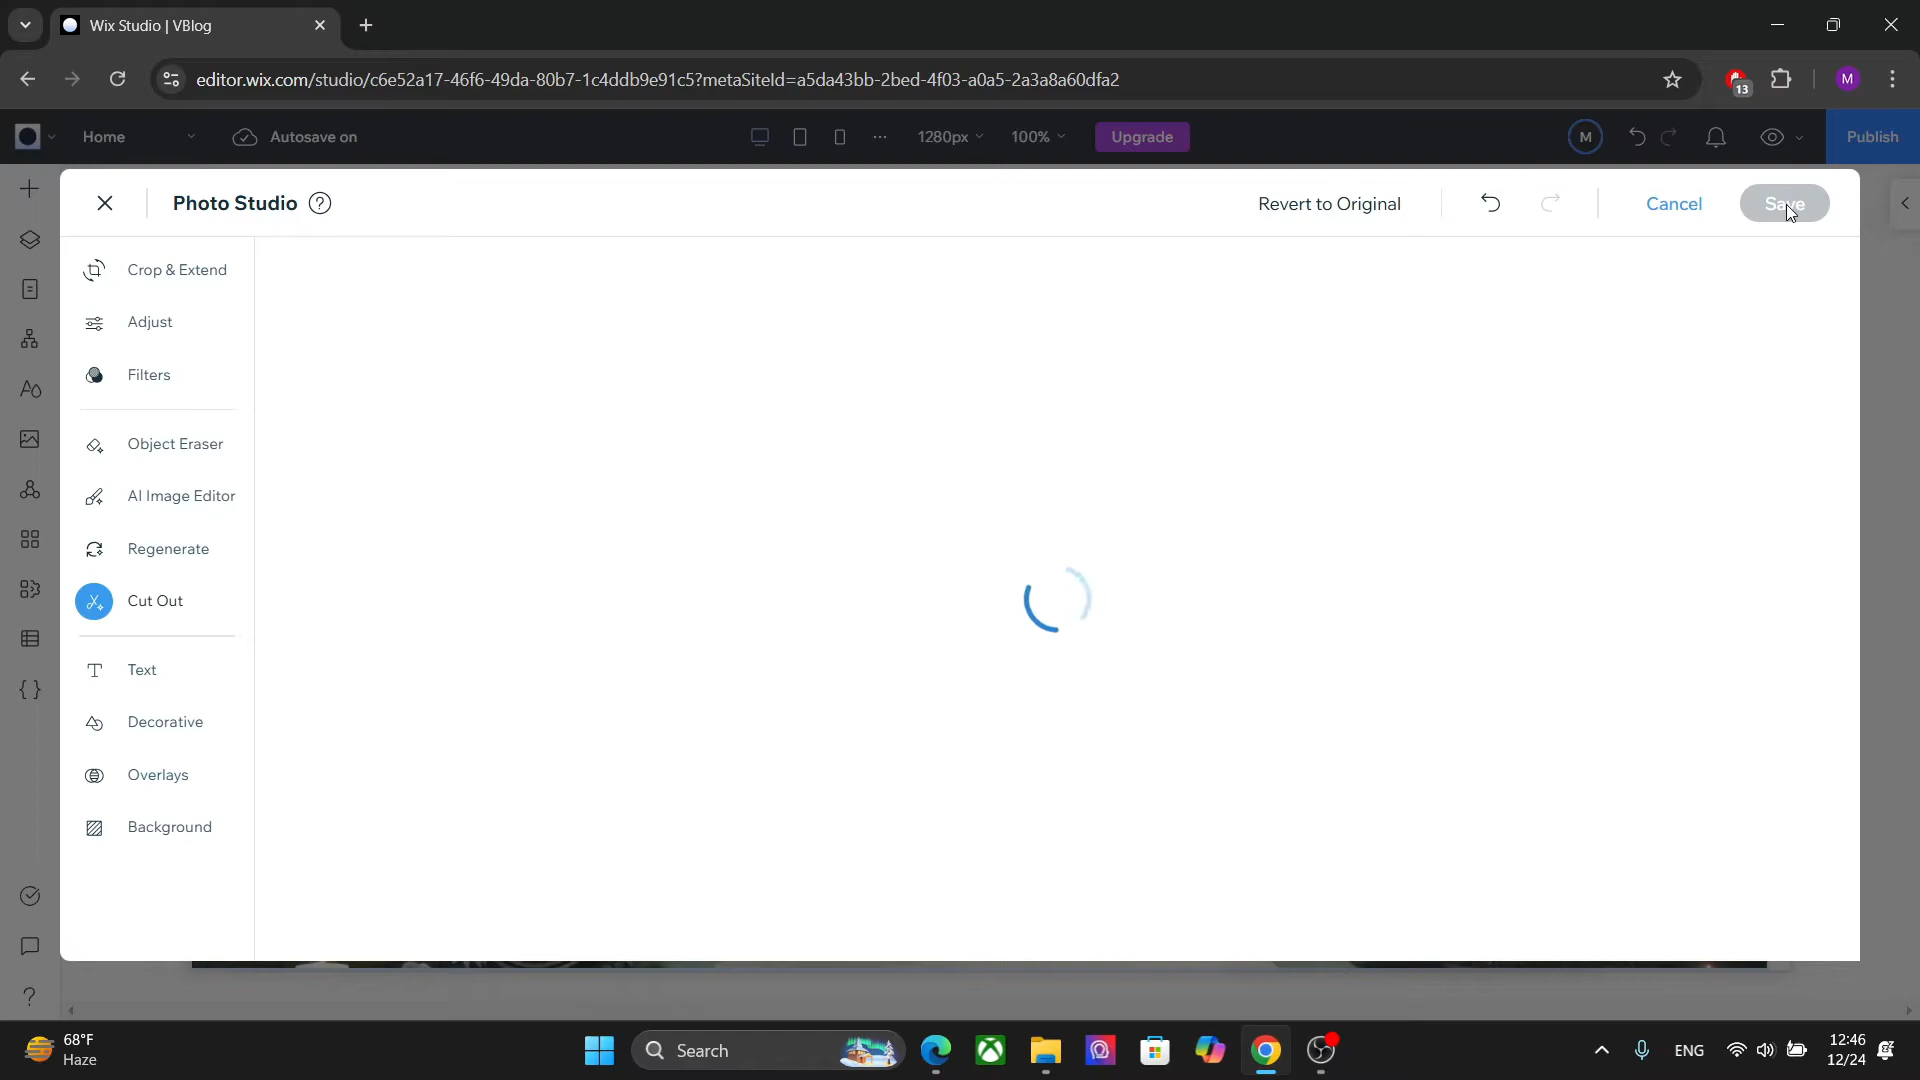 Wix Studio | VBlog
editor.wix.com/studio/c6e52a17-46f6-49da-80b7-1c4ddb9e91c5?metaSiteId=a5da43bb-2bed-4f03-a0a5-2a3a8a60dfa2
13
M
Home
Autosave on
1280px
100%
Upgrade
M
Publish
Photo Studio
Revert to Original
Cancel
Save
Crop & Extend
Adjust
Filters
Object Eraser
AI Image Editor
Regenerate
Cut Out
Text
Decorative
Overlays
Background
68°F
Haze
Search
ENG
12:46
12/24